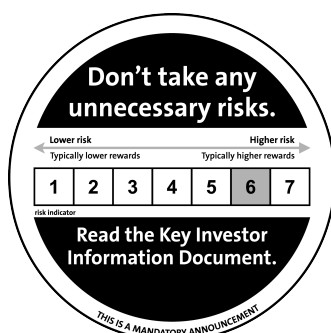 Don't take any
unnecessary risks.
Lower risk Higher risk
Typically lower rewards Typically higher rewards
1 2 3 4 5 6 7
risk indicator
Read the Key Investor
Information Document.
THIS IS A MANDATORY ANNOUNCEMENT